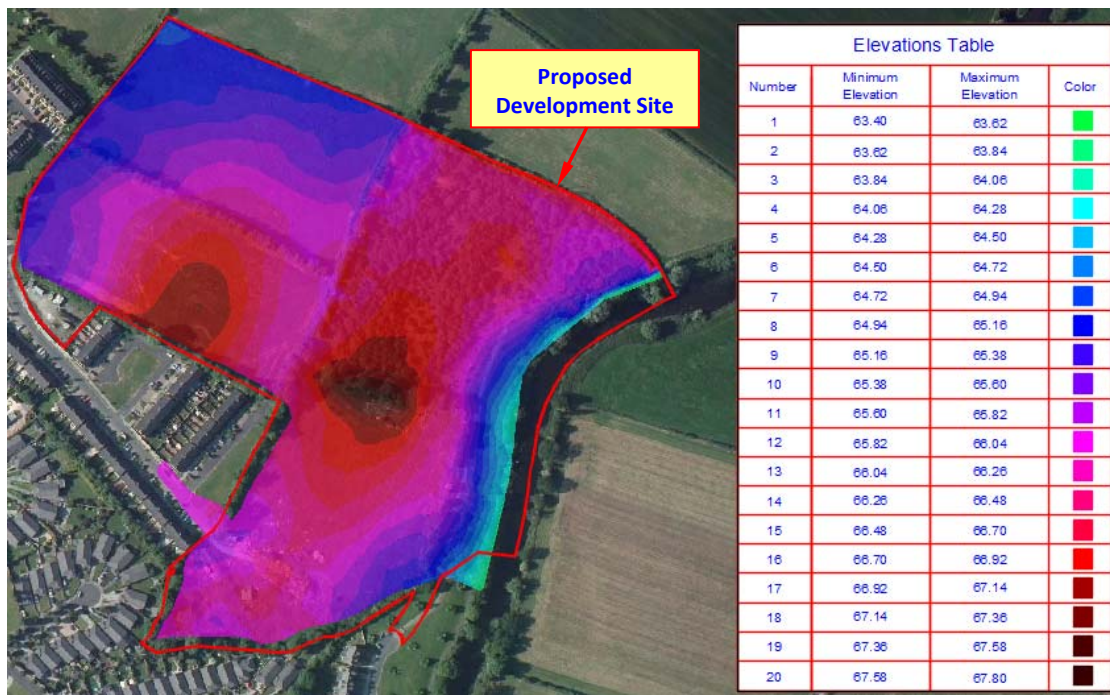 Proposed
Development Site
Elevations Table
Number Minimum Elevation Maximum Elevation Color
1 63.40 63.62
2 63.62 63.84
3 63.84 64.06
4 64.06 64.28
5 64.28 64.50
6 64.50 64.72
7 64.72 64.94
8 64.94 65.16
9 65.16 65.38
10 65.38 65.60
11 65.60 65.82
12 65.82 66.04
13 66.04 66.26
14 66.26 66.48
15 66.48 66.70
16 66.70 66.92
17 66.92 67.14
18 67.14 67.36
19 67.36 67.58
20 67.58 67.80